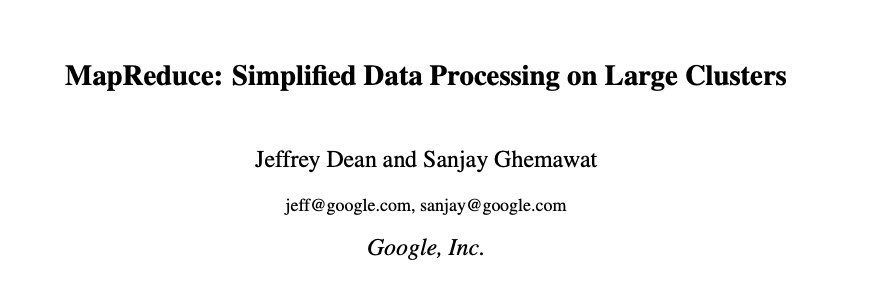 MapReduce: Simplified Data Processing on Large Clusters
Jeffrey Dean and Sanjay Ghemawat
jeff@google.com, sanjay@google.com
Google, Inc.